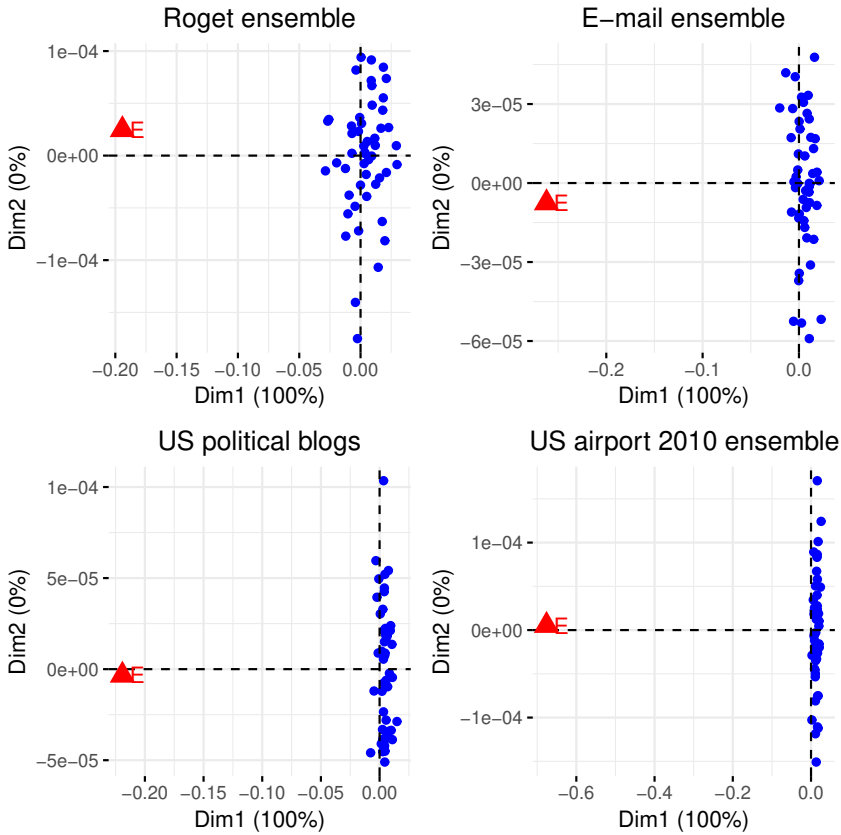 Roget ensemble
1e−04
0e+00
−1e−04
Dim2 (0%)
E
−0.20 −0.15 −0.10 −0.05 0.00
Dim1 (100%)
E−mail ensemble
3e−05
0e+00
−3e−05
−6e−05
Dim2 (0%)
E
−0.2 −0.1 0.0
Dim1 (100%)
US political blogs
1e−04
5e−05
0e+00
−5e−05
Dim2 (0%)
E
−0.20 −0.15 −0.10 −0.05 0.00
Dim1 (100%)
US airport 2010 ensemble
1e−04
0e+00
−1e−04
Dim2 (0%)
E
−0.6 −0.4 −0.2 0.0
Dim1 (100%)